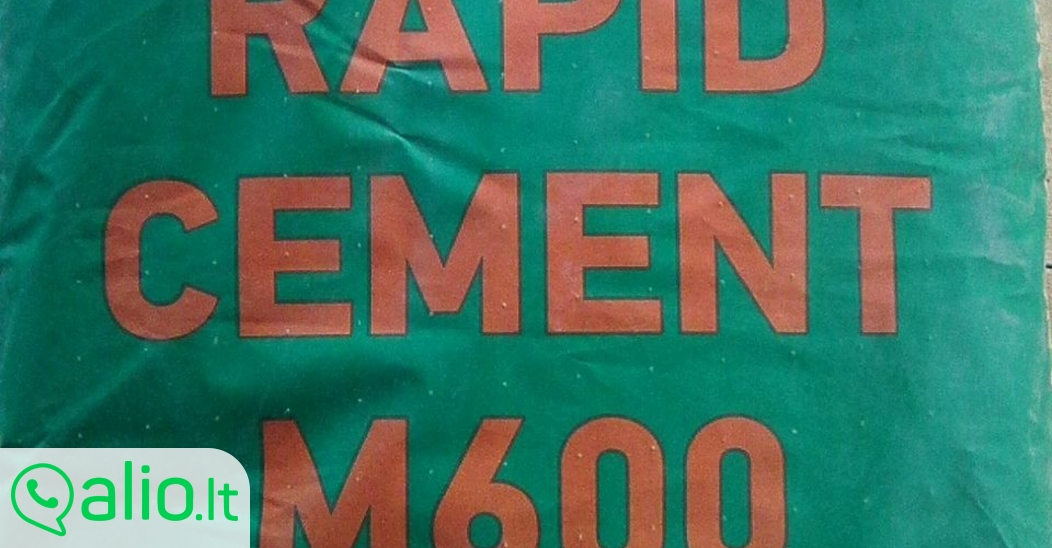 RAPID
CEMENT
M600
alio.lt